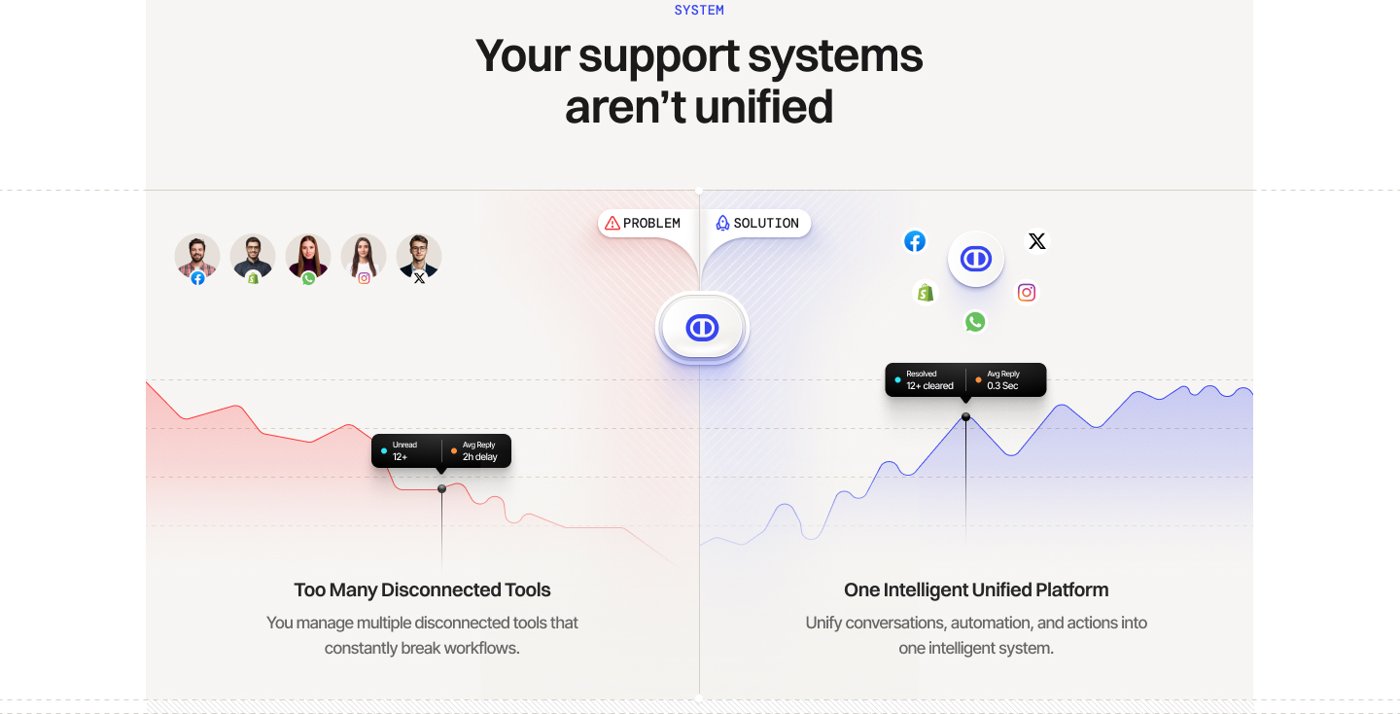 SYSTEM
Your support systems
aren’t unified
PROBLEM
SOLUTION
Resolved
12+ cleared
Avg Reply
0.3 Sec
Unread
12+
Avg Reply
2h delay
Too Many Disconnected Tools
You manage multiple disconnected tools that
constantly break workflows.
One Intelligent Unified Platform
Unify conversations, automation, and actions into
one intelligent system.